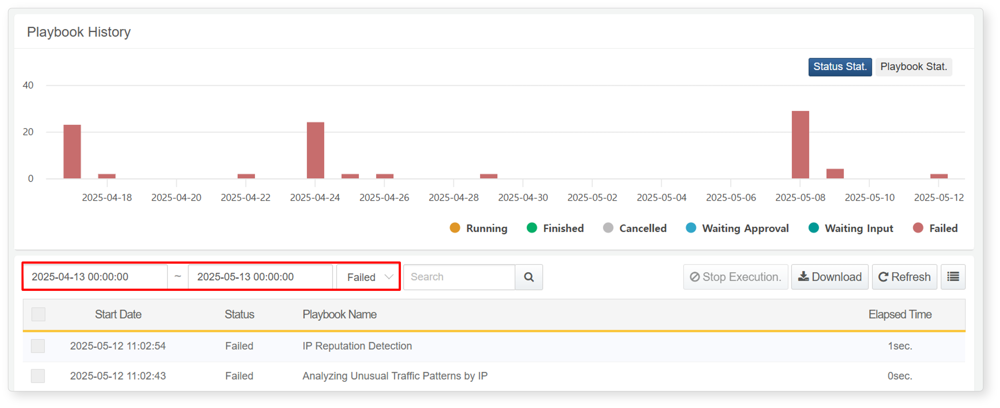 Playbook History
Status Stat. Playbook Stat.
40
20
0
2025-04-18 2025-04-20 2025-04-22 2025-04-24 2025-04-26 2025-04-28 2025-04-30 2025-05-02 2025-05-04 2025-05-06 2025-05-08 2025-05-10 2025-05-12
Running Finished Cancelled Waiting Approval Waiting Input Failed
2025-04-13 00:00:00 ~ 2025-05-13 00:00:00 Failed Search Stop Execution. Download Refresh
Start Date Status Playbook Name Elapsed Time
2025-05-12 11:02:54 Failed IP Reputation Detection 1sec.
2025-05-12 11:02:43 Failed Analyzing Unusual Traffic Patterns by IP 0sec.